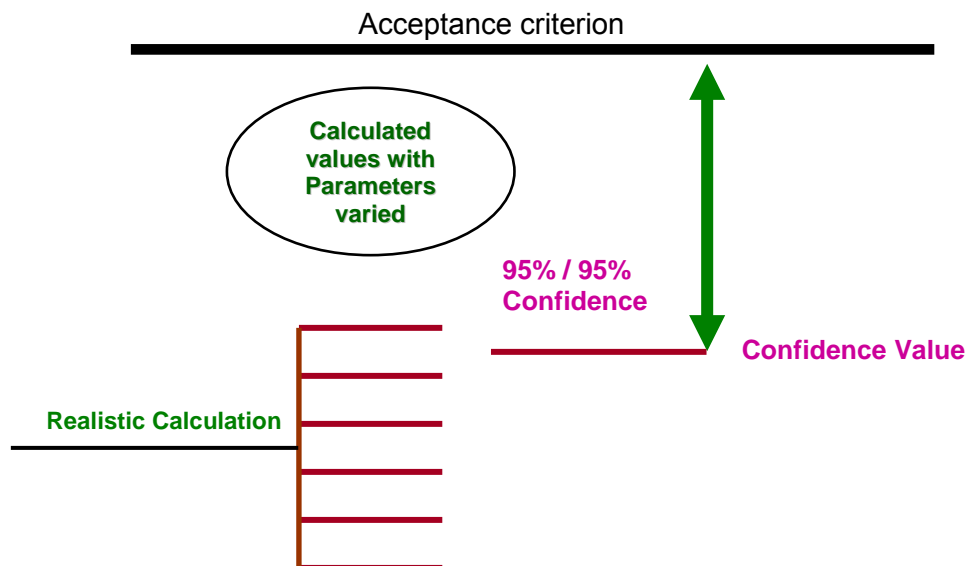 Acceptance criterion
Calculated
values with
Parameters
varied
95% / 95%
Confidence
Confidence Value
Realistic Calculation